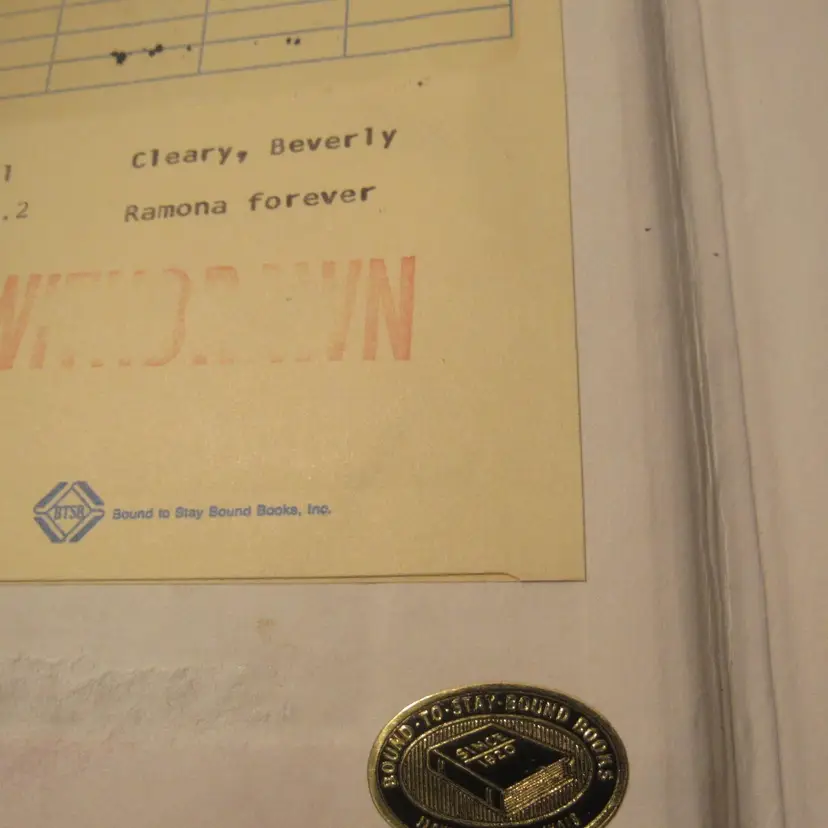 1 Cleary, Beverly
.2 Ramona forever
WITHDRAWN
BTSB Bound to Stay Bound Books, Inc.
BOUND·TO·STAY·BOUND BOOKS
SINCE
1920